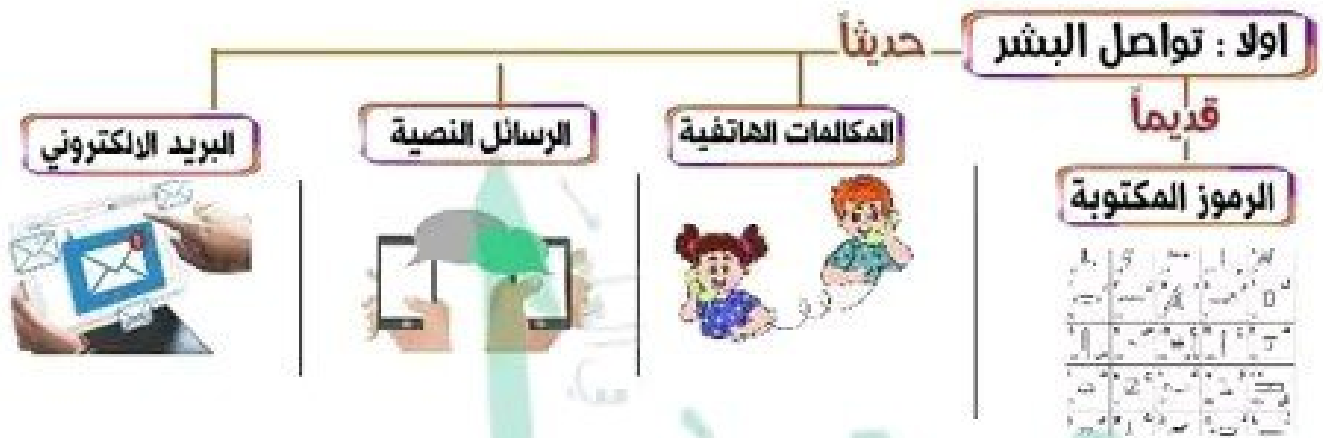 اولا : تواصل البشر
حديثاً
قديماً
المكالمات الهاتفية
الرسائل النصية
البريد الالكتروني
الرموز المكتوبة